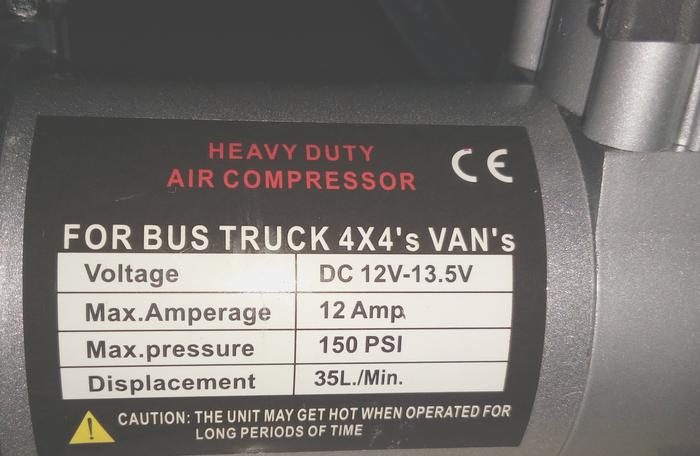 HEAVY DUTY
AIR COMPRESSOR
CE
FOR BUS TRUCK 4X4's VAN's
Voltage DC 12V-13.5V
Max.Amperage 12 Amp.
Max.pressure 150 PSI
Displacement 35L./Min.
CAUTION: THE UNIT MAY GET HOT WHEN OPERATED FOR
LONG PERIODS OF TIME